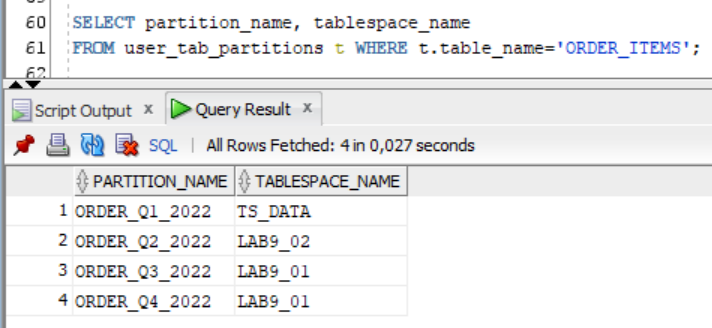 60 SELECT partition_name, tablespace_name
61 FROM user_tab_partitions t WHERE t.table_name='ORDER_ITEMS';
62
Script Output x Query Result x
SQL | All Rows Fetched: 4 in 0,027 seconds
PARTITION_NAME TABLESPACE_NAME
1 ORDER_Q1_2022 TS_DATA
2 ORDER_Q2_2022 LAB9_02
3 ORDER_Q3_2022 LAB9_01
4 ORDER_Q4_2022 LAB9_01